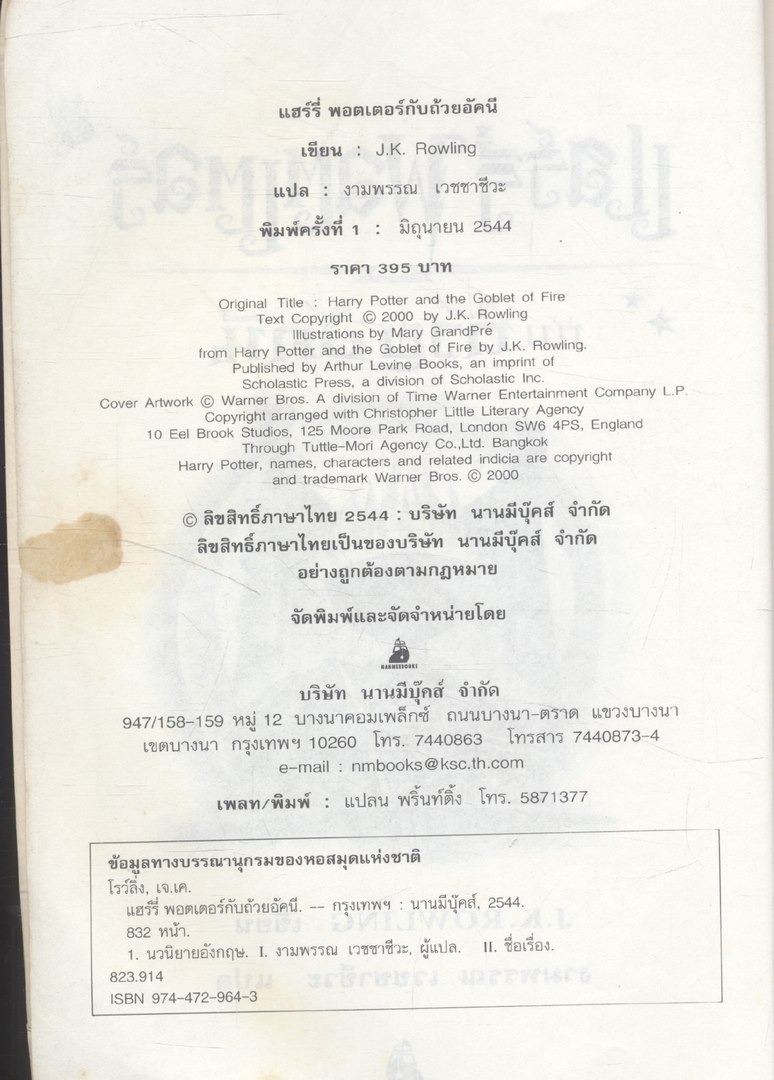 แฮร์รี่ พอตเตอร์กับถ้วยอัคนี
เขียน : J.K. Rowling
แปล : งามพรรณ เวชชาชีวะ
พิมพ์ครั้งที่ 1 : มิถุนายน 2544
ราคา 395 บาท
Original Title : Harry Potter and the Goblet of Fire
Text Copyright © 2000 by J.K. Rowling
Illustrations by Mary GrandPré
from Harry Potter and the Goblet of Fire by J.K. Rowling.
Published by Arthur Levine Books, an imprint of
Scholastic Press, a division of Scholastic Inc.
Cover Artwork © Warner Bros. A division of Time Warner Entertainment Company L.P.
Copyright arranged with Christopher Little Literary Agency
10 Eel Brook Studios, 125 Moore Park Road, London SW6 4PS, England
Through Tuttle-Mori Agency Co.,Ltd. Bangkok
Harry Potter, names, characters and related indicia are copyright
and trademark Warner Bros. © 2000
© ลิขสิทธิ์ภาษาไทย 2544 : บริษัท นานมีบุ๊คส์ จำกัด
ลิขสิทธิ์ภาษาไทยเป็นของบริษัท นานมีบุ๊คส์ จำกัด
อย่างถูกต้องตามกฎหมาย
จัดพิมพ์และจัดจำหน่ายโดย
NANMEEBOOKS
บริษัท นานมีบุ๊คส์ จำกัด
947/158-159 หมู่ 12 บางนาคอมเพล็กซ์ ถนนบางนา-ตราด แขวงบางนา
เขตบางนา กรุงเทพฯ 10260 โทร. 7440863 โทรสาร 7440873-4
e-mail : nmbooks@ksc.th.com
เพลท/พิมพ์ : แปลน พริ้นท์ติ้ง โทร. 5871377
ข้อมูลทางบรรณานุกรมของหอสมุดแห่งชาติ
โรว์ลิ่ง, เจ.เค.
แฮร์รี่ พอตเตอร์กับถ้วยอัคนี. -- กรุงเทพฯ : นานมีบุ๊คส์, 2544.
832 หน้า.
1. นวนิยายอังกฤษ. I. งามพรรณ เวชชาชีวะ, ผู้แปล. II. ชื่อเรื่อง.
823.914
ISBN 974-472-964-3